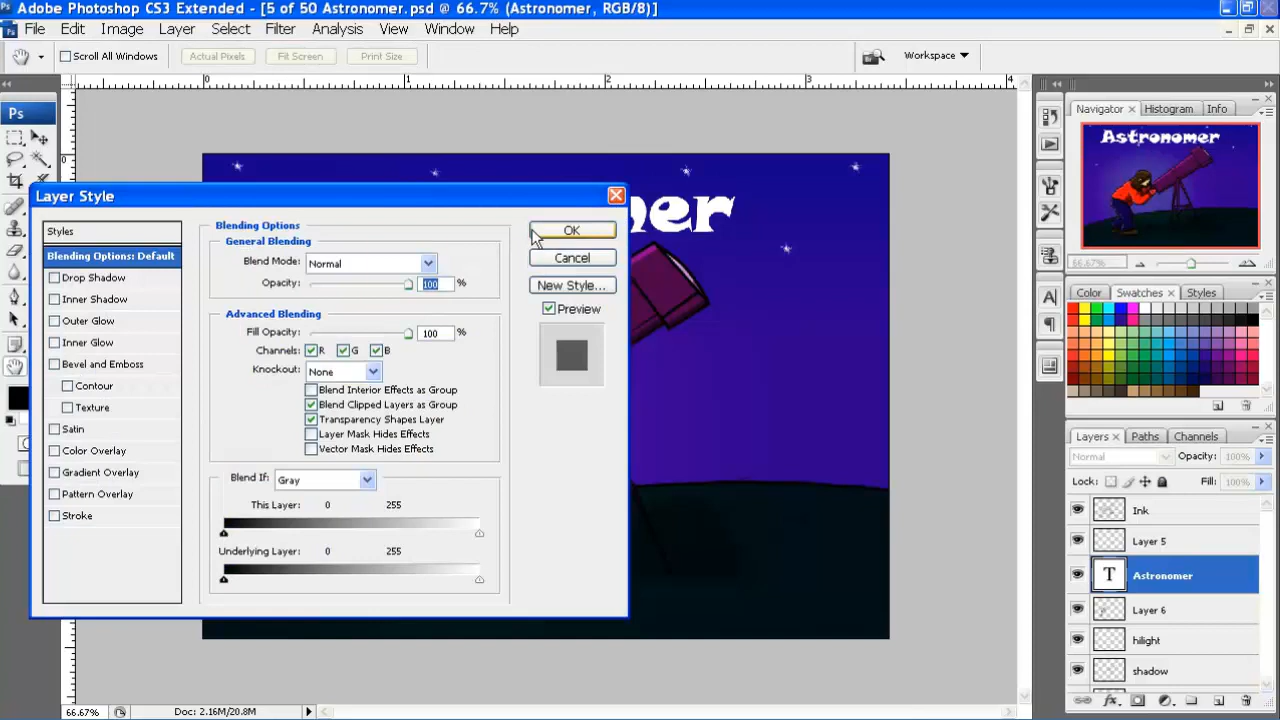 Adobe Photoshop CS3 Extended - [5 of 50 Astronomer.psd @ 66.7% (Astronomer, RGB/8)]
File Edit Image Layer Select Filter Analysis View Window Help
Scroll All Windows Actual Pixels Fit Screen Print Size Workspace
0 1 2 3 4
Ps
Navigator Histogram Info
Astronomer
66.67%
Color Swatches Styles
Layers Paths Channels
Normal Opacity: 100%
Lock: Fill: 100%
Ink
Layer 5
T Astronomer
Layer 6
hilight
shadow
mer
Layer Style
Styles
Blending Options: Default
Drop Shadow
Inner Shadow
Outer Glow
Inner Glow
Bevel and Emboss
Contour
Texture
Satin
Color Overlay
Gradient Overlay
Pattern Overlay
Stroke
Blending Options
General Blending
Blend Mode: Normal
Opacity: 100 %
Advanced Blending
Fill Opacity: 100 %
Channels: R G B
Knockout: None
Blend Interior Effects as Group
Blend Clipped Layers as Group
Transparency Shapes Layer
Layer Mask Hides Effects
Vector Mask Hides Effects
Blend If: Gray
This Layer: 0 255
Underlying Layer: 0 255
OK
Cancel
New Style...
Preview
66.67% Doc: 2.16M/20.8M